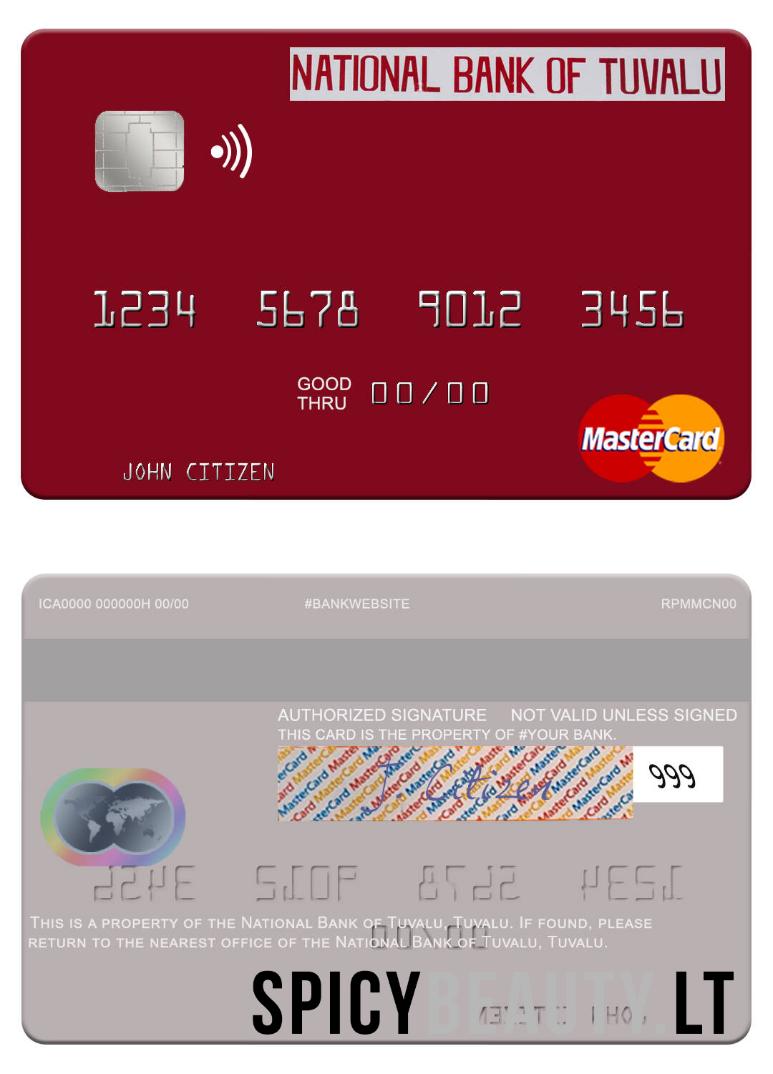 NATIONAL BANK OF TUVALU
1234 5678 9012 3456
GOOD THRU 00/00
MasterCard
JOHN CITIZEN
ICA0000 000000H 00/00 #BANKWEBSITE RPMMCN00
AUTHORIZED SIGNATURE NOT VALID UNLESS SIGNED
THIS CARD IS THE PROPERTY OF #YOUR BANK.
J Citizen 999
THIS IS A PROPERTY OF THE NATIONAL BANK OF TUVALU, TUVALU. IF FOUND, PLEASE
RETURN TO THE NEAREST OFFICE OF THE NATIONAL BANK OF TUVALU, TUVALU.
SPICYBEAUTY.LT